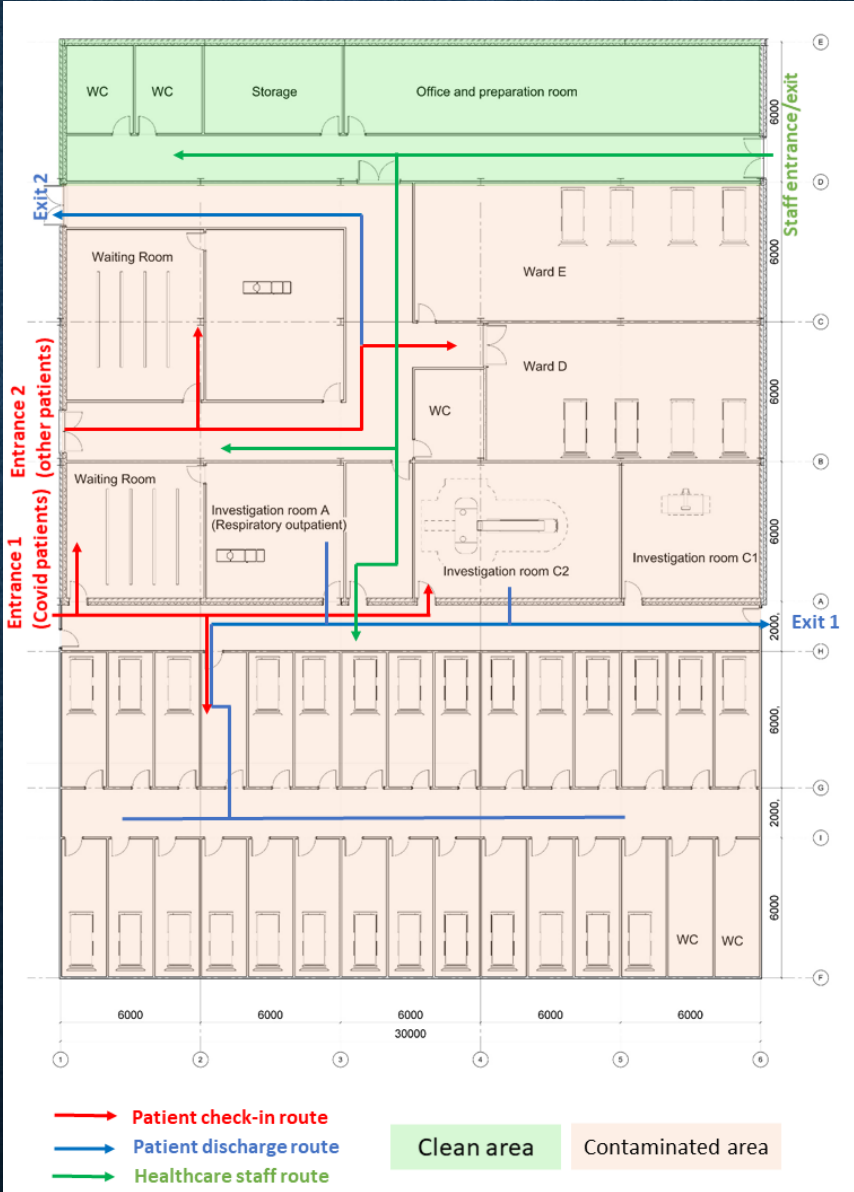 E
WC
WC
Storage
Office and preparation room
6000
Staff entrance/exit
D
Exit 2
Waiting Room
Ward E
6000
C
Entrance 2
(other patients)
Ward D
WC
6000
B
Waiting Room
Investigation room A
(Respiratory outpatient)
Investigation room C2
Investigation room C1
6000
Entrance 1
(Covid patients)
A
Exit 1
2000,
H
6000,
G
2000,
I
WC
WC
6000
F
6000
6000
6000
6000
6000
30000
1
2
3
4
5
6
Patient check-in route
Patient discharge route
Healthcare staff route
Clean area
Contaminated area